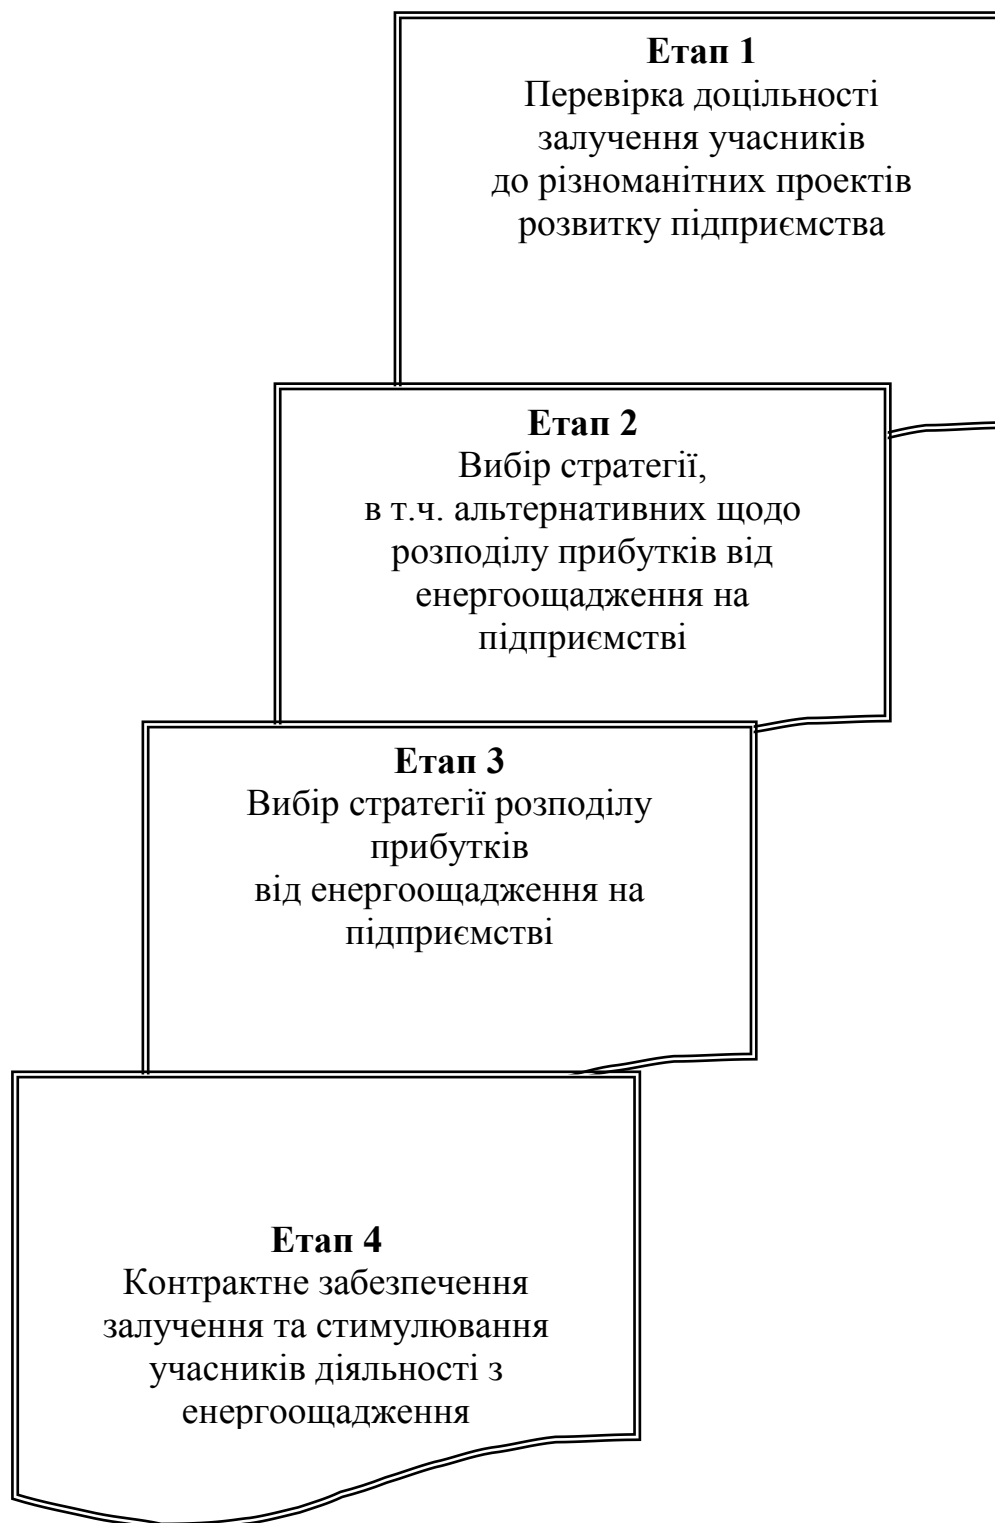 Етап 1
Перевірка доцільності
залучення учасників
до різноманітних проектів
розвитку підприємства
Етап 2
Вибір стратегії,
в т.ч. альтернативних щодо
розподілу прибутків від
енергоощадження на
підприємстві
Етап 3
Вибір стратегії розподілу
прибутків
від енергоощадження на
підприємстві
Етап 4
Контрактне забезпечення
залучення та стимулювання
учасників діяльності з
енергоощадження